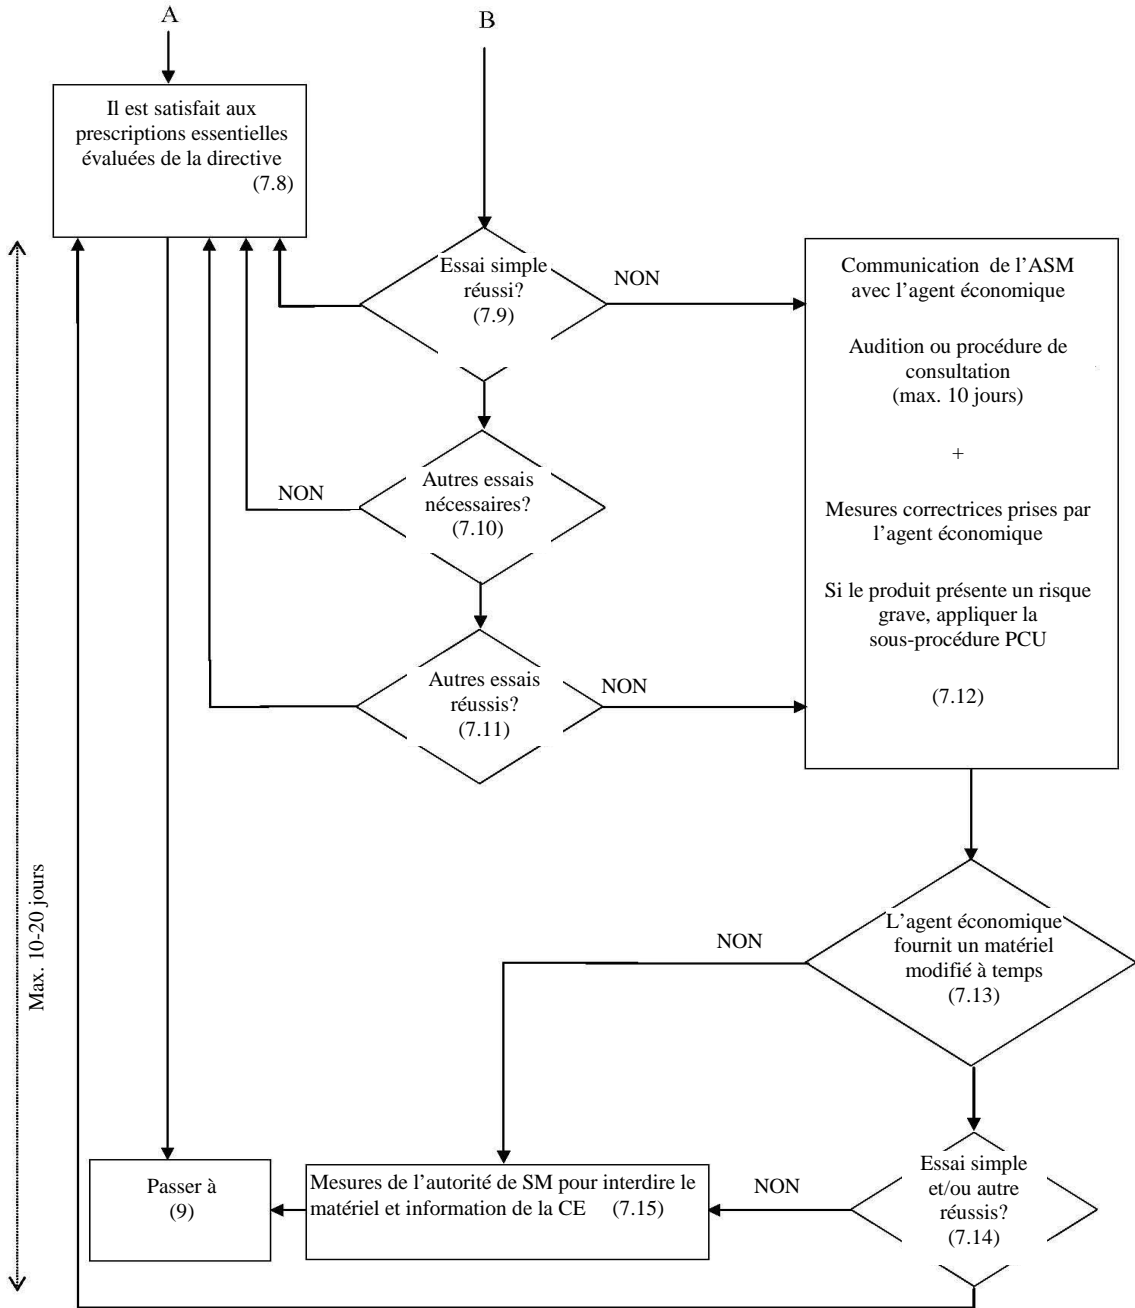 A
B
Il est satisfait aux
prescriptions essentielles
évaluées de la directive
(7.8)
Essai simple
réussi?
(7.9)
NON
Communication de l’ASM
avec l’agent économique
Audition ou procédure de
consultation
(max. 10 jours)
+
Mesures correctrices prises par
l’agent économique
Si le produit présente un risque
grave, appliquer la
sous-procédure PCU
(7.12)
Autres essais
nécessaires?
(7.10)
NON
Autres essais
réussis?
(7.11)
NON
Max. 10-20 jours
L’agent économique
fournit un matériel
modifié à temps
(7.13)
NON
Essai simple
et/ou autre
réussis?
(7.14)
NON
Mesures de l’autorité de SM pour interdire le
matériel et information de la CE (7.15)
Passer à
(9)